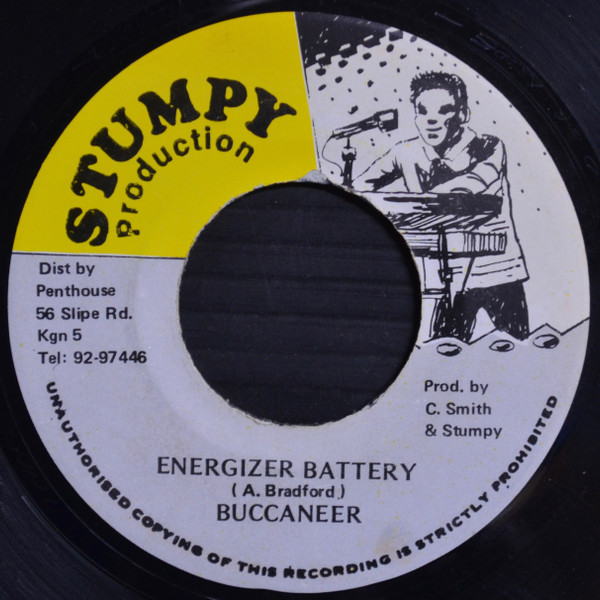 STUMPY
production
Dist by
Penthouse
56 Slipe Rd.
Kgn 5
Tel: 92-97446
Prod. by
C. Smith
& Stumpy
ENERGIZER BATTERY
( A. Bradford )
BUCCANEER
UNAUTHORISED COPYING OF THIS RECORDING IS STRICTLY PROHIBITED